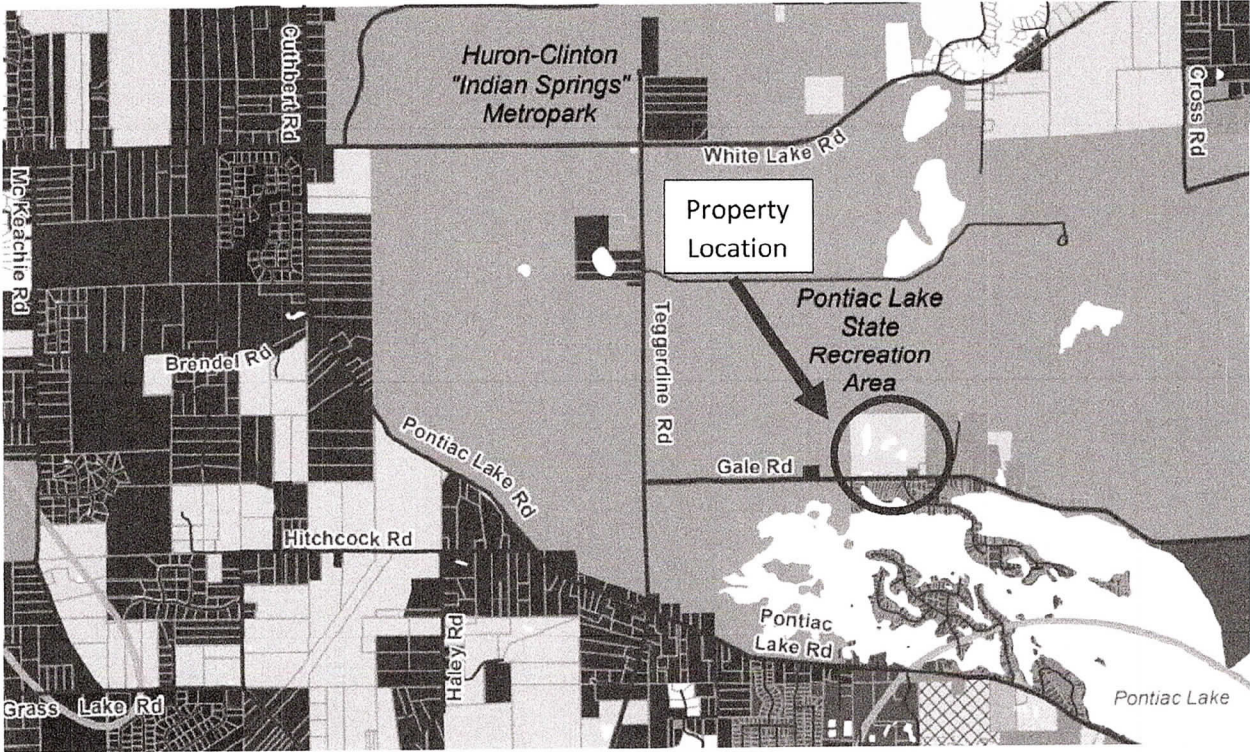 Huron-Clinton
"Indian Springs"
Metropark
Cuthbert Rd
Cross Rd
White Lake Rd
Mc Keachie Rd
Property
Location
Pontiac Lake
State
Recreation
Area
Teggerdine Rd
Brendel Rd
Pontiac Lake Rd
Gale Rd
Hitchcock Rd
Haley Rd
Pontiac
Lake Rd
Grass Lake Rd
Pontiac Lake